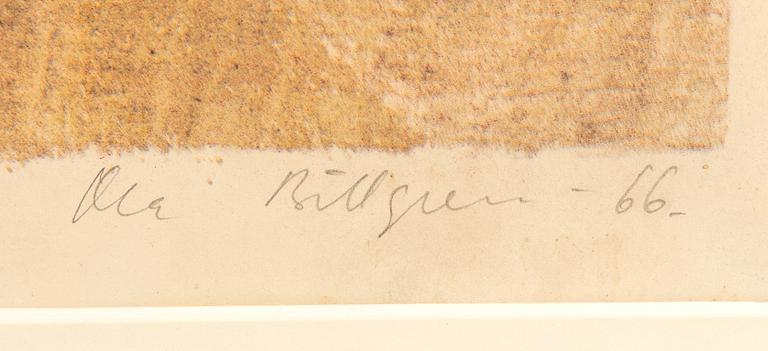 Ola Billgren - 66-